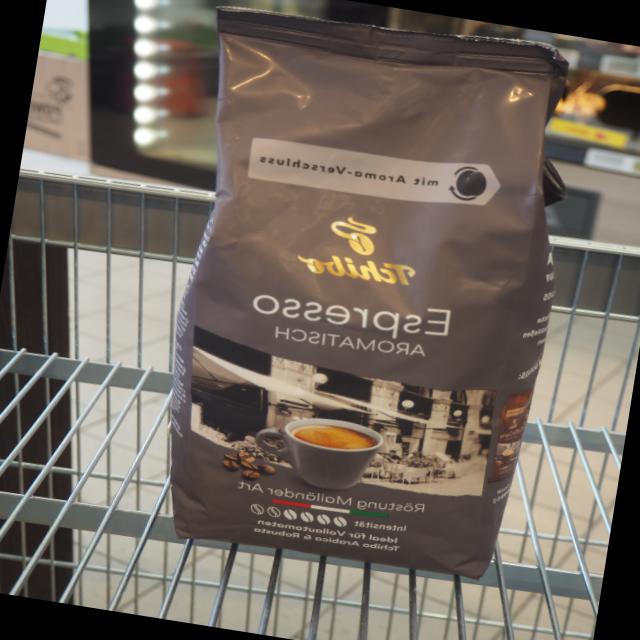 mit Aroma-Verschluss
Tchibo
Espresso
AROMATISCH
Röstung Mailänder Art
Intensität
Ideal für Vollautomaten
Tchibo Arabica & Robusta